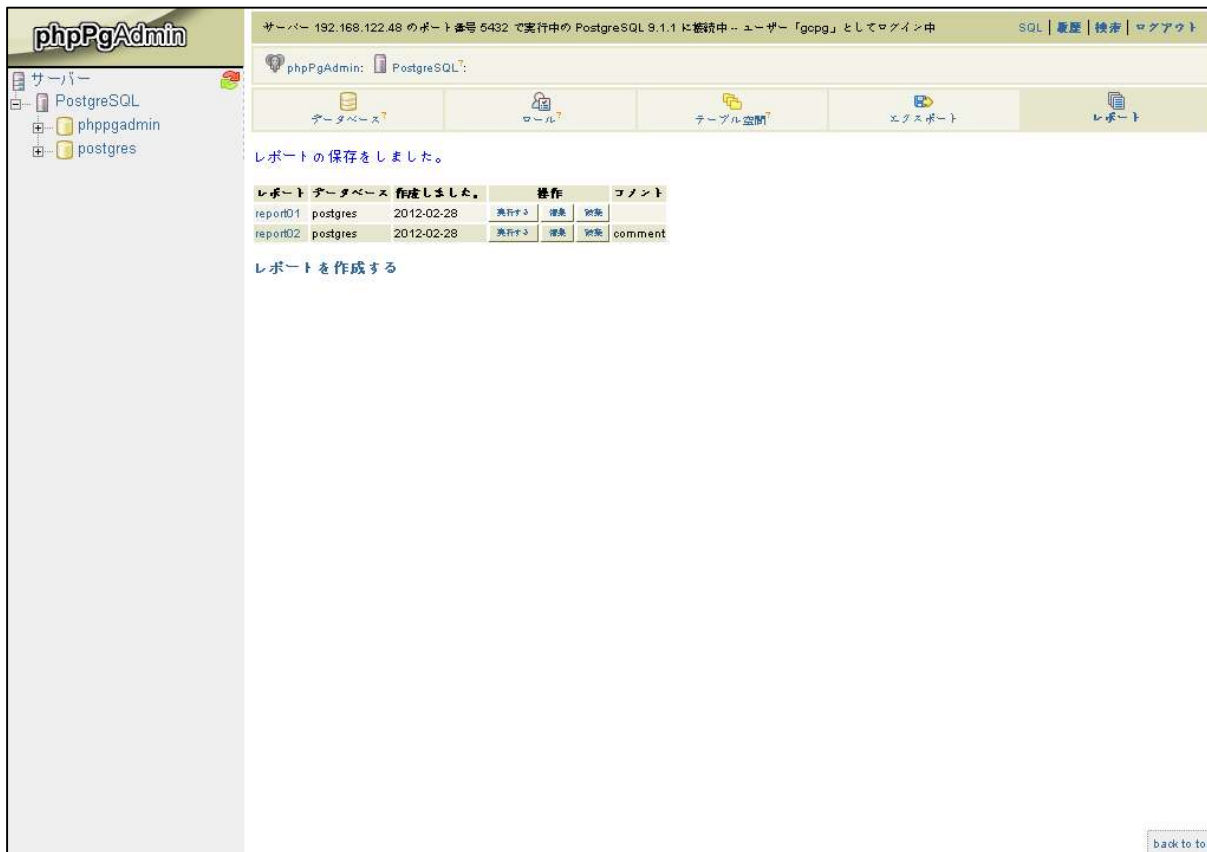 phpPgAdmin
サーバー
PostgreSQL
phppgadmin
postgres
サーバー 192.168.122.48 のポート番号 5432 で実行中の PostgreSQL 9.1.1 に接続中 -- ユーザー「gcpg」としてログイン中
SQL | 履歴 | 検索 | ログアウト
phpPgAdmin: PostgreSQL?:
データベース?
ロール?
テーブル空間?
エクスポート
レポート
レポートの保存をしました。
レポート データベース 作成しました。 操作 コメント
report01 postgres 2012-02-28 実行する 編集 破棄
report02 postgres 2012-02-28 実行する 編集 破棄 comment
レポートを作成する
back to to